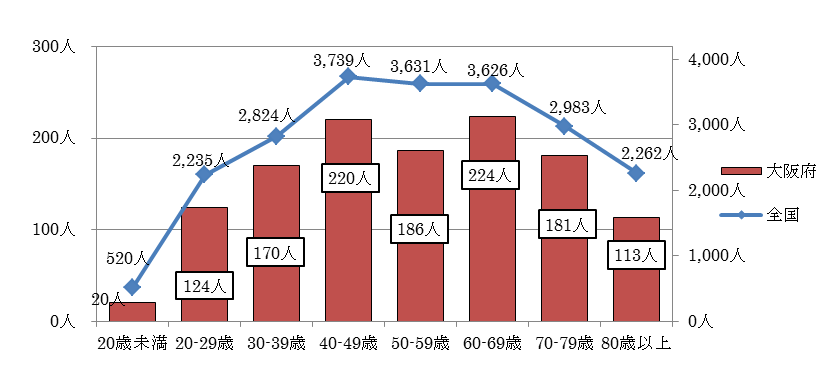 300人
200人
100人
0人
4,000人
3,000人
2,000人
1,000人
0人
520人
2,235人
2,824人
3,739人
3,631人
3,626人
2,983人
2,262人
20人
124人
170人
220人
186人
224人
181人
113人
20歳未満 20-29歳 30-39歳 40-49歳 50-59歳 60-69歳 70-79歳 80歳以上
大阪府
全国